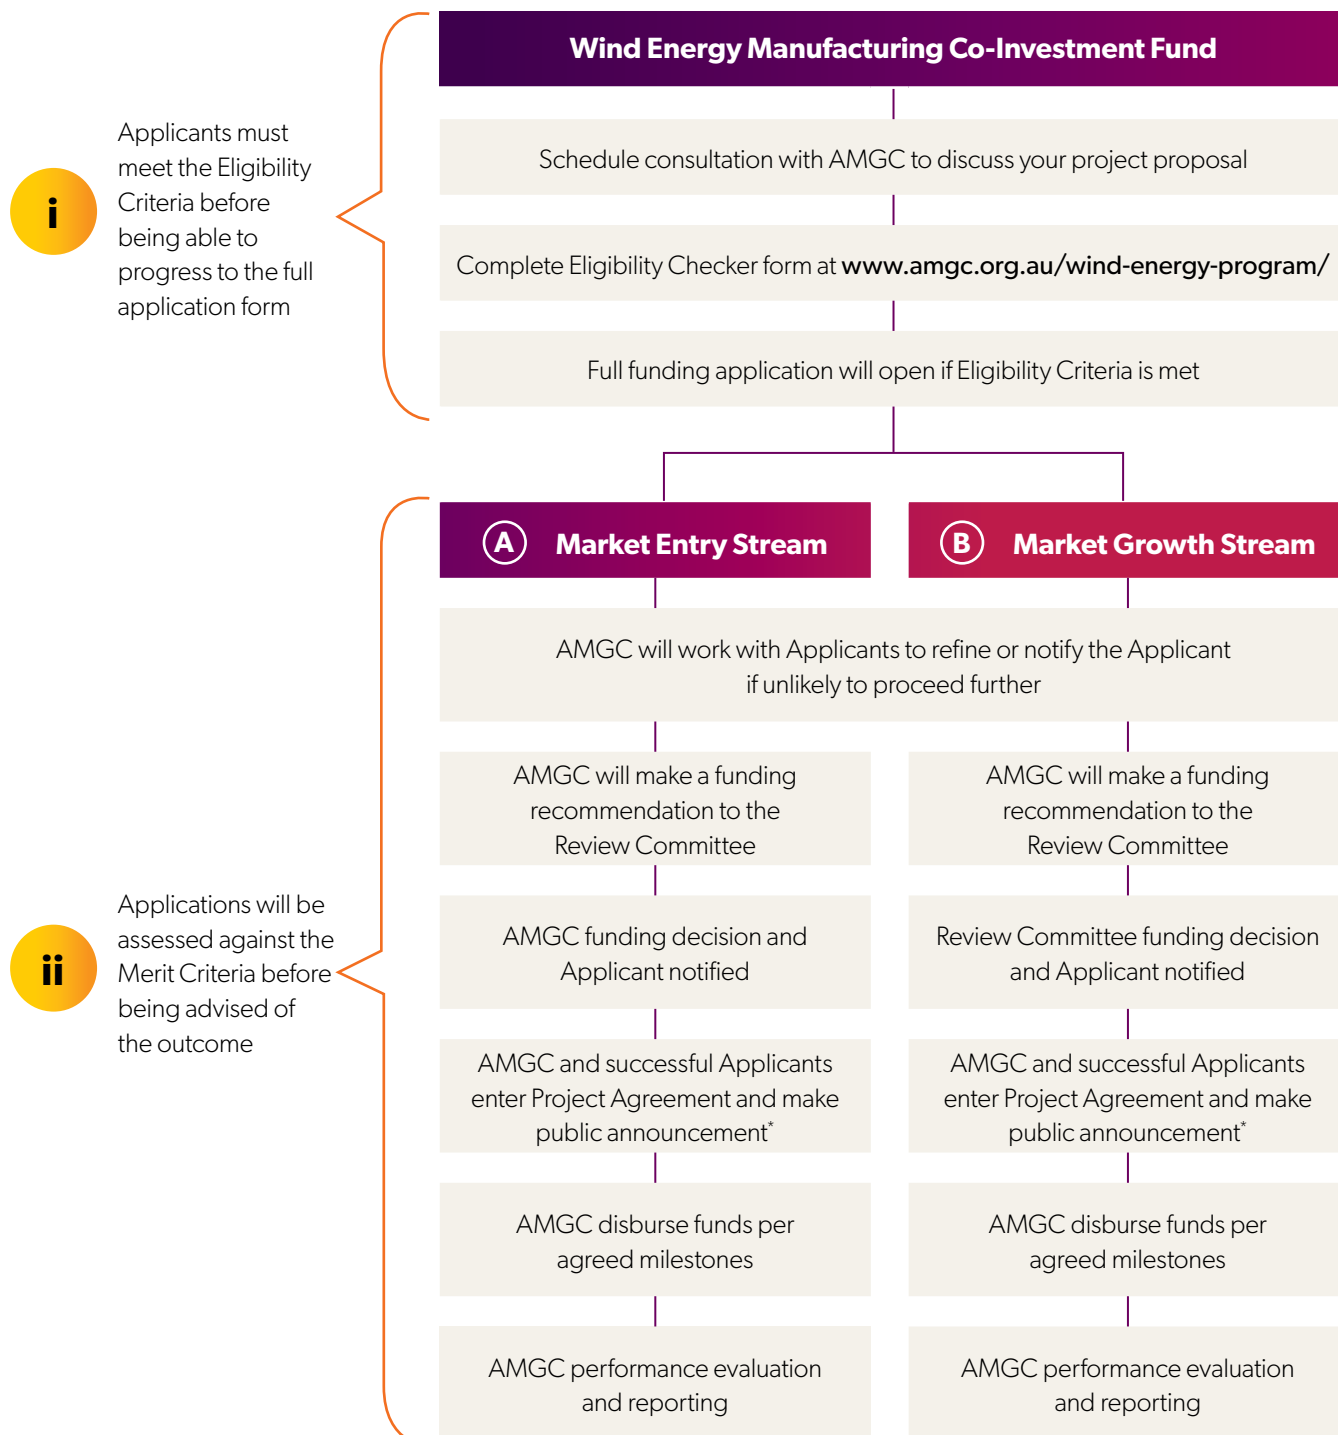 Wind Energy Manufacturing Co-Investment Fund
i
Applicants must
meet the Eligibility
Criteria before
being able to
progress to the full
application form
Schedule consultation with AMGC to discuss your project proposal
Complete Eligibility Checker form at www.amgc.org.au/wind-energy-program/
Full funding application will open if Eligibility Criteria is met
A Market Entry Stream
B Market Growth Stream
AMGC will work with Applicants to refine or notify the Applicant
if unlikely to proceed further
ii
Applications will be
assessed against the
Merit Criteria before
being advised of
the outcome
AMGC will make a funding
recommendation to the
Review Committee
AMGC funding decision and
Applicant notified
AMGC and successful Applicants
enter Project Agreement and make
public announcement*
AMGC disburse funds per
agreed milestones
AMGC performance evaluation
and reporting
AMGC will make a funding
recommendation to the
Review Committee
Review Committee funding decision
and Applicant notified
AMGC and successful Applicants
enter Project Agreement and make
public announcement*
AMGC disburse funds per
agreed milestones
AMGC performance evaluation
and reporting